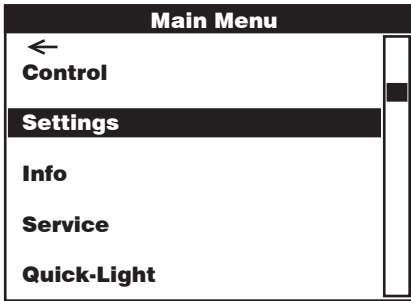 Main Menu
←
Control
Settings
Info
Service
Quick-Light